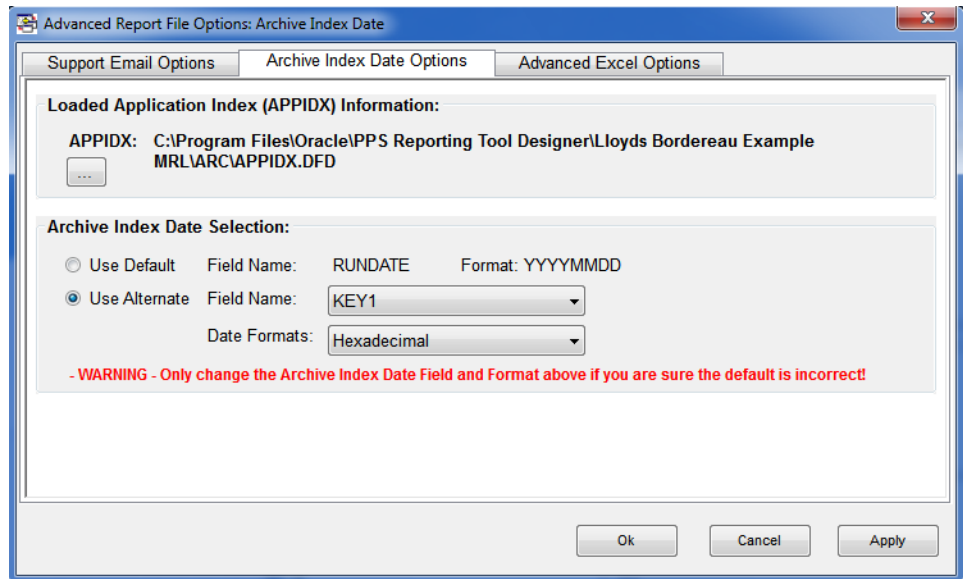 Advanced Report File Options: Archive Index Date
x
Support Email Options Archive Index Date Options Advanced Excel Options
Loaded Application Index (APPIDX) Information:
APPIDX: C:\Program Files\Oracle\PPS Reporting Tool Designer\Lloyds Bordereau Example
MRL\ARC\APPIDX.DFD
...
Archive Index Date Selection:
Use Default Field Name: RUNDATE Format: YYYYMMDD
Use Alternate Field Name: KEY1
Date Formats: Hexadecimal
- WARNING - Only change the Archive Index Date Field and Format above if you are sure the default is incorrect!
Ok Cancel Apply